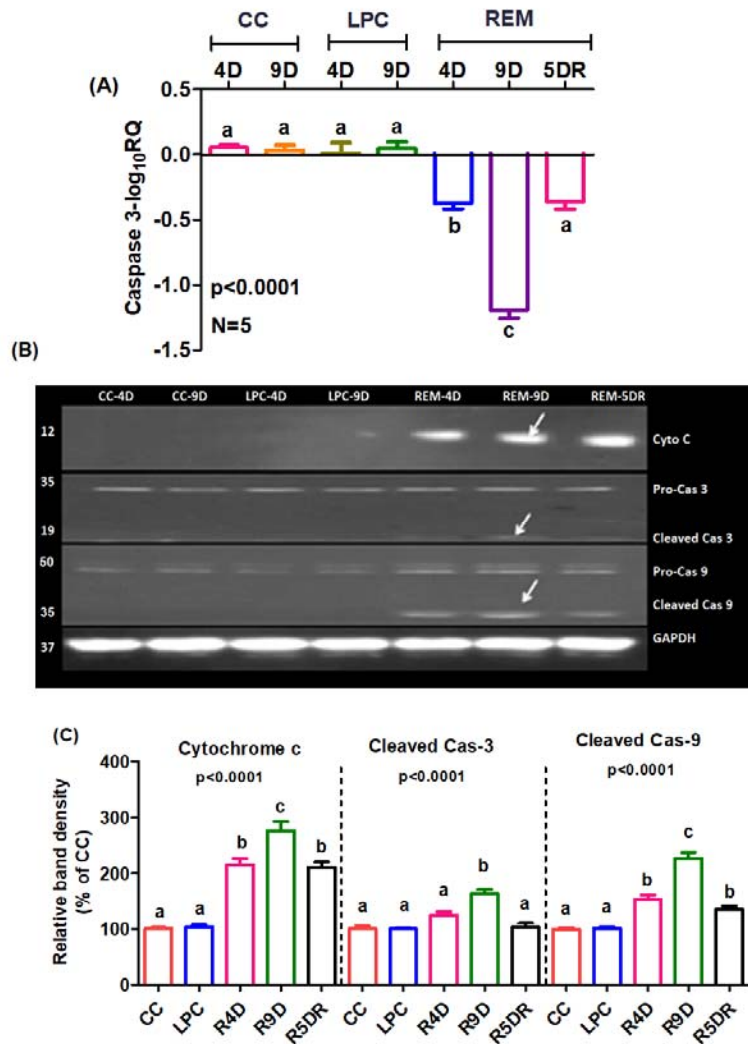 CC LPC REM
4D 9D 4D 9D 4D 9D 5DR
(A)
Caspase 3-log10RQ
0.5
0.0
-0.5
-1.0
-1.5
a a a a
b c a
p<0.0001
N=5
(B)
CC-4D CC-9D LPC-4D LPC-9D REM-4D REM-9D REM-5DR
12 Cyto C
35 Pro-Cas 3
19 Cleaved Cas 3
50 Pro-Cas 9
35 Cleaved Cas 9
37 GAPDH
(C)
Cytochrome c Cleaved Cas-3 Cleaved Cas-9
p<0.0001 p<0.0001 p<0.0001
Relative band density
(% of CC)
400
300
200
100
0
a a b c b a a a b a a a b c b
CC LPC R4D R9D R5DR CC LPC R4D R9D R5DR CC LPC R4D R9D R5DR